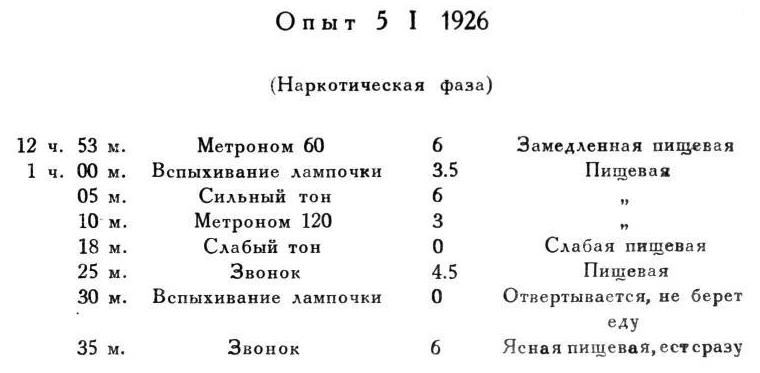 Опыт 5 I 1926
(Наркотическая фаза)
12 ч. 53 м. Метроном 60 6 Замедленная пищевая
1 ч. 00 м. Вспыхивание лампочки 3.5 Пищевая
05 м. Сильный тон 6 „
10 м. Метроном 120 3 „
18 м. Слабый тон 0 Слабая пищевая
25 м. Звонок 4.5 Пищевая
30 м. Вспыхивание лампочки 0 Отвертывается, не берет
еду
35 м. Звонок 6 Ясная пищевая, ест сразу